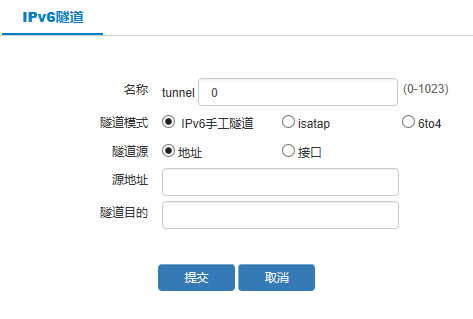 IPv6隧道
名称 tunnel 0 (0-1023)
隧道模式 IPv6手工隧道 isatap 6to4
隧道源 地址 接口
源地址
隧道目的
提交 取消